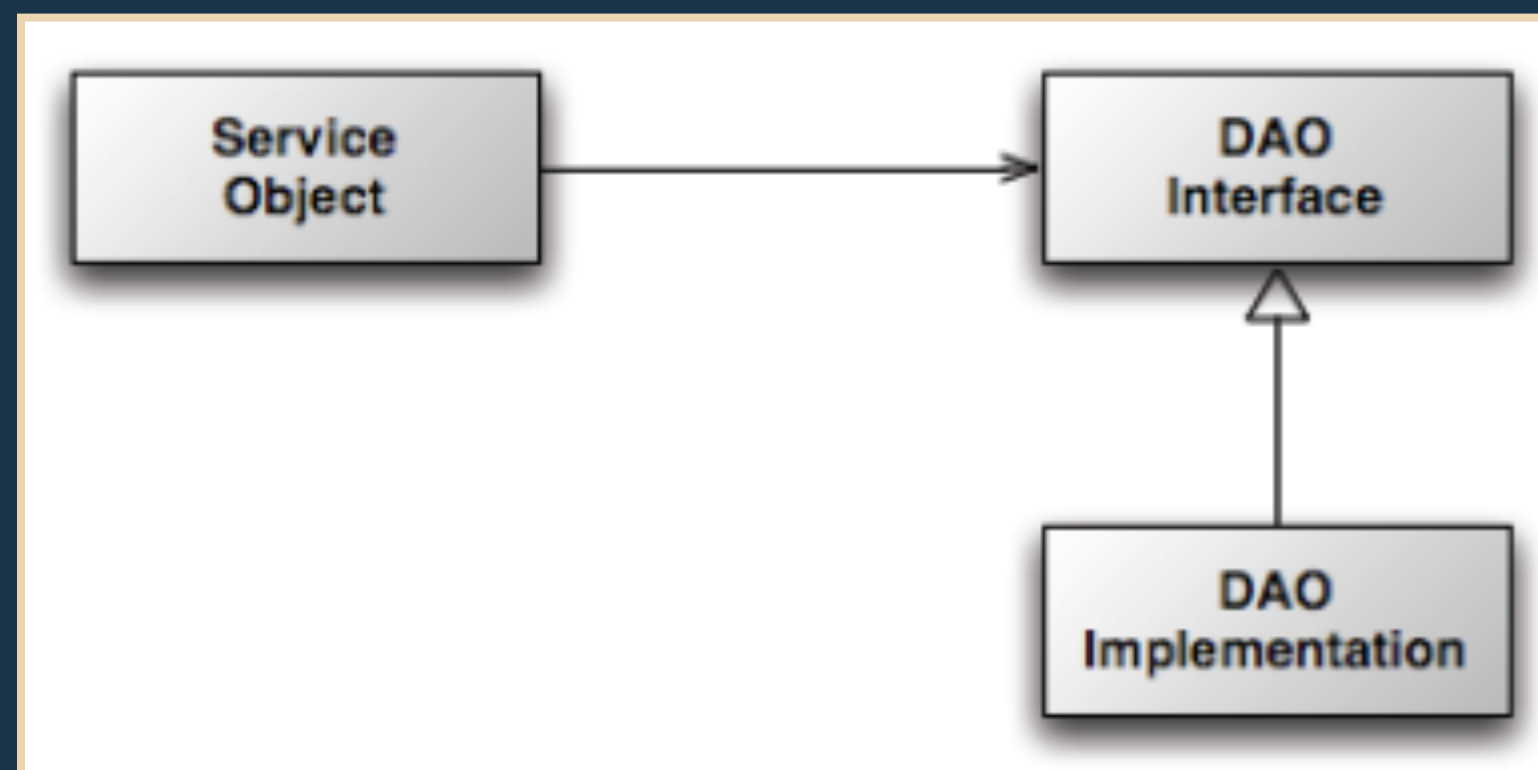 Service
Object
DAO
Interface
DAO
Implementation